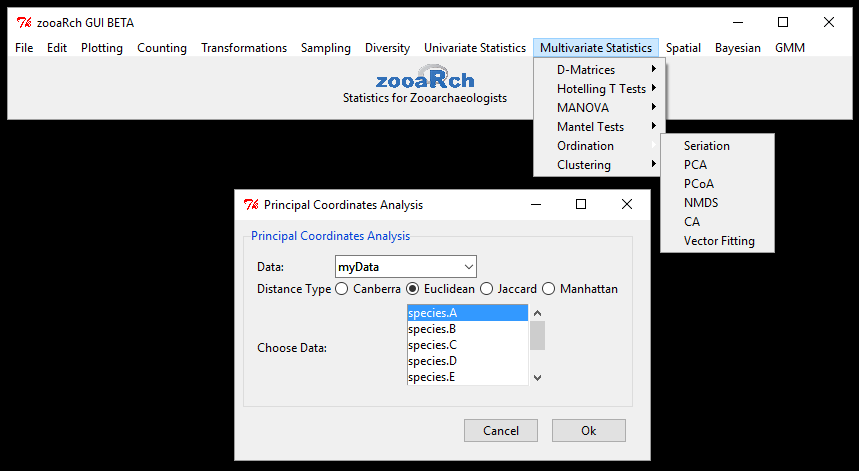 zooaRch GUI BETA
File Edit Plotting Counting Transformations Sampling Diversity Univariate Statistics Multivariate Statistics Spatial Bayesian GMM
zooaRch
Statistics for Zooarchaeologists
D-Matrices
Hotelling T Tests
MANOVA
Mantel Tests
Ordination
Clustering
Seriation
PCA
PCoA
NMDS
CA
Vector Fitting
Principal Coordinates Analysis
Principal Coordinates Analysis
Data: myData
Distance Type Canberra Euclidean Jaccard Manhattan
Choose Data:
species.A
species.B
species.C
species.D
species.E
Cancel Ok